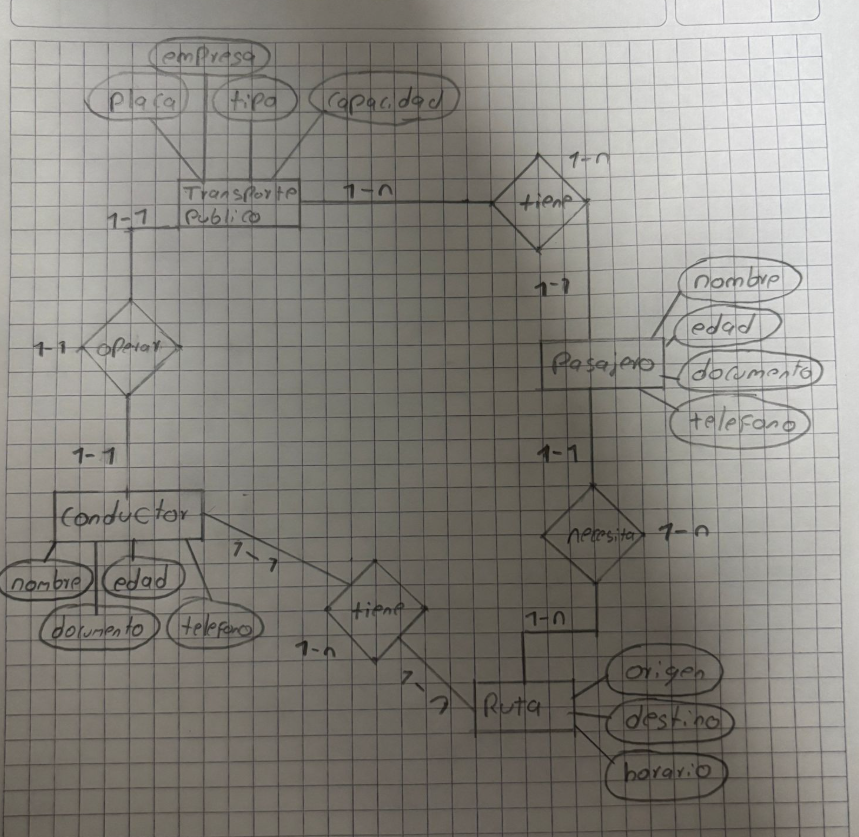 empresa
placa tipo capacidad
1-n
Transporte 1-n
Publico
tiene
1-1
1-1
nombre
edad
1-1 operar
Pasajero
documento
telefono
1-1
1-1
Conductor
necesita 1-n
1-1
nombre edad
tiene
1-n
documento telefono
1-n
origen
1-1
Ruta
destino
horario